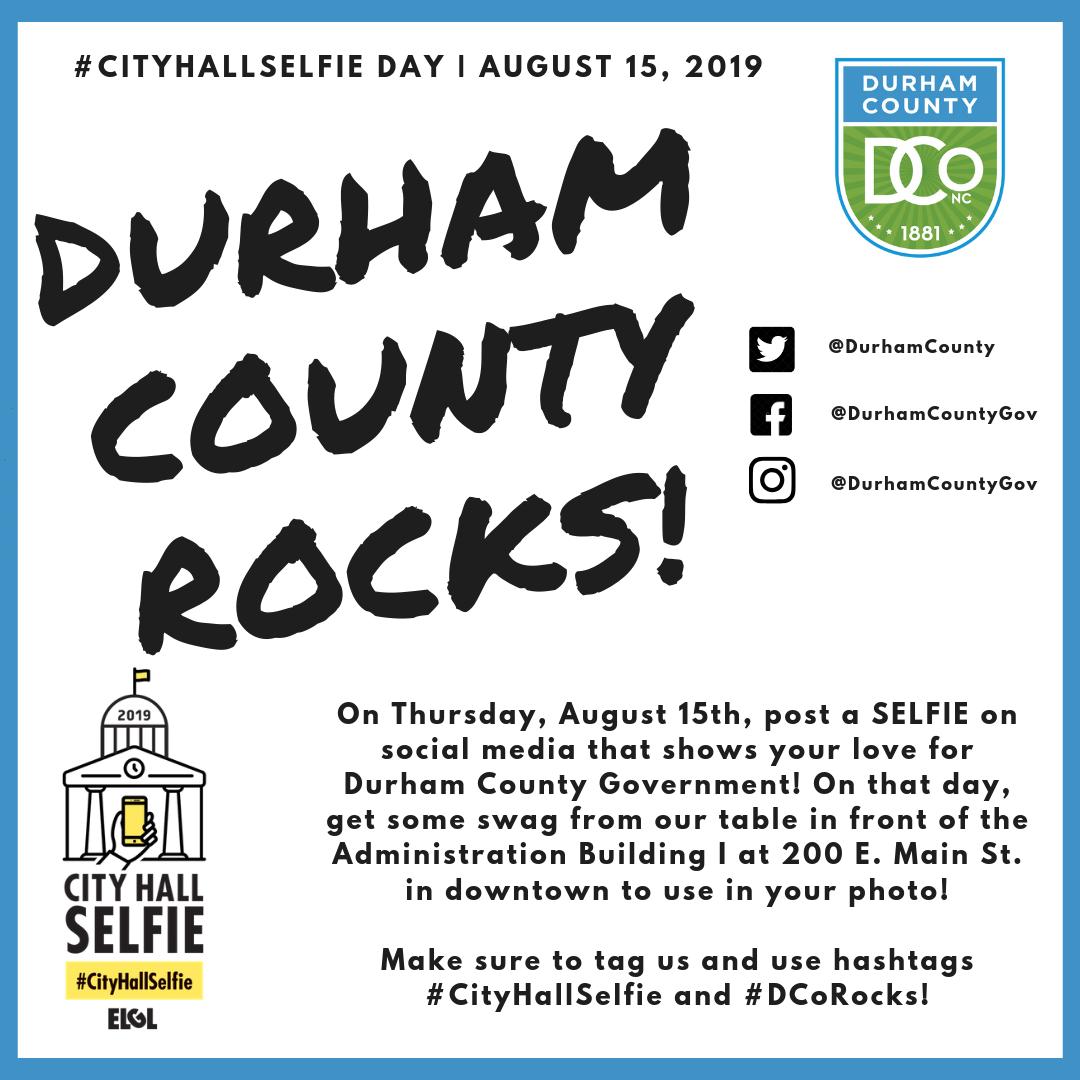 #CITYHALLSELFIE DAY | AUGUST 15, 2019
DURHAM
COUNTY
DCO
NC
1881
DURHAM
COUNTY
ROCKS!
@DurhamCounty
@DurhamCountyGov
@DurhamCountyGov
2019
CITY HALL
SELFIE
#CityHallSelfie
ELGL
On Thursday, August 15th, post a SELFIE on
social media that shows your love for
Durham County Government! On that day,
get some swag from our table in front of the
Administration Building I at 200 E. Main St.
in downtown to use in your photo!
Make sure to tag us and use hashtags
#CityHallSelfie and #DCoRocks!